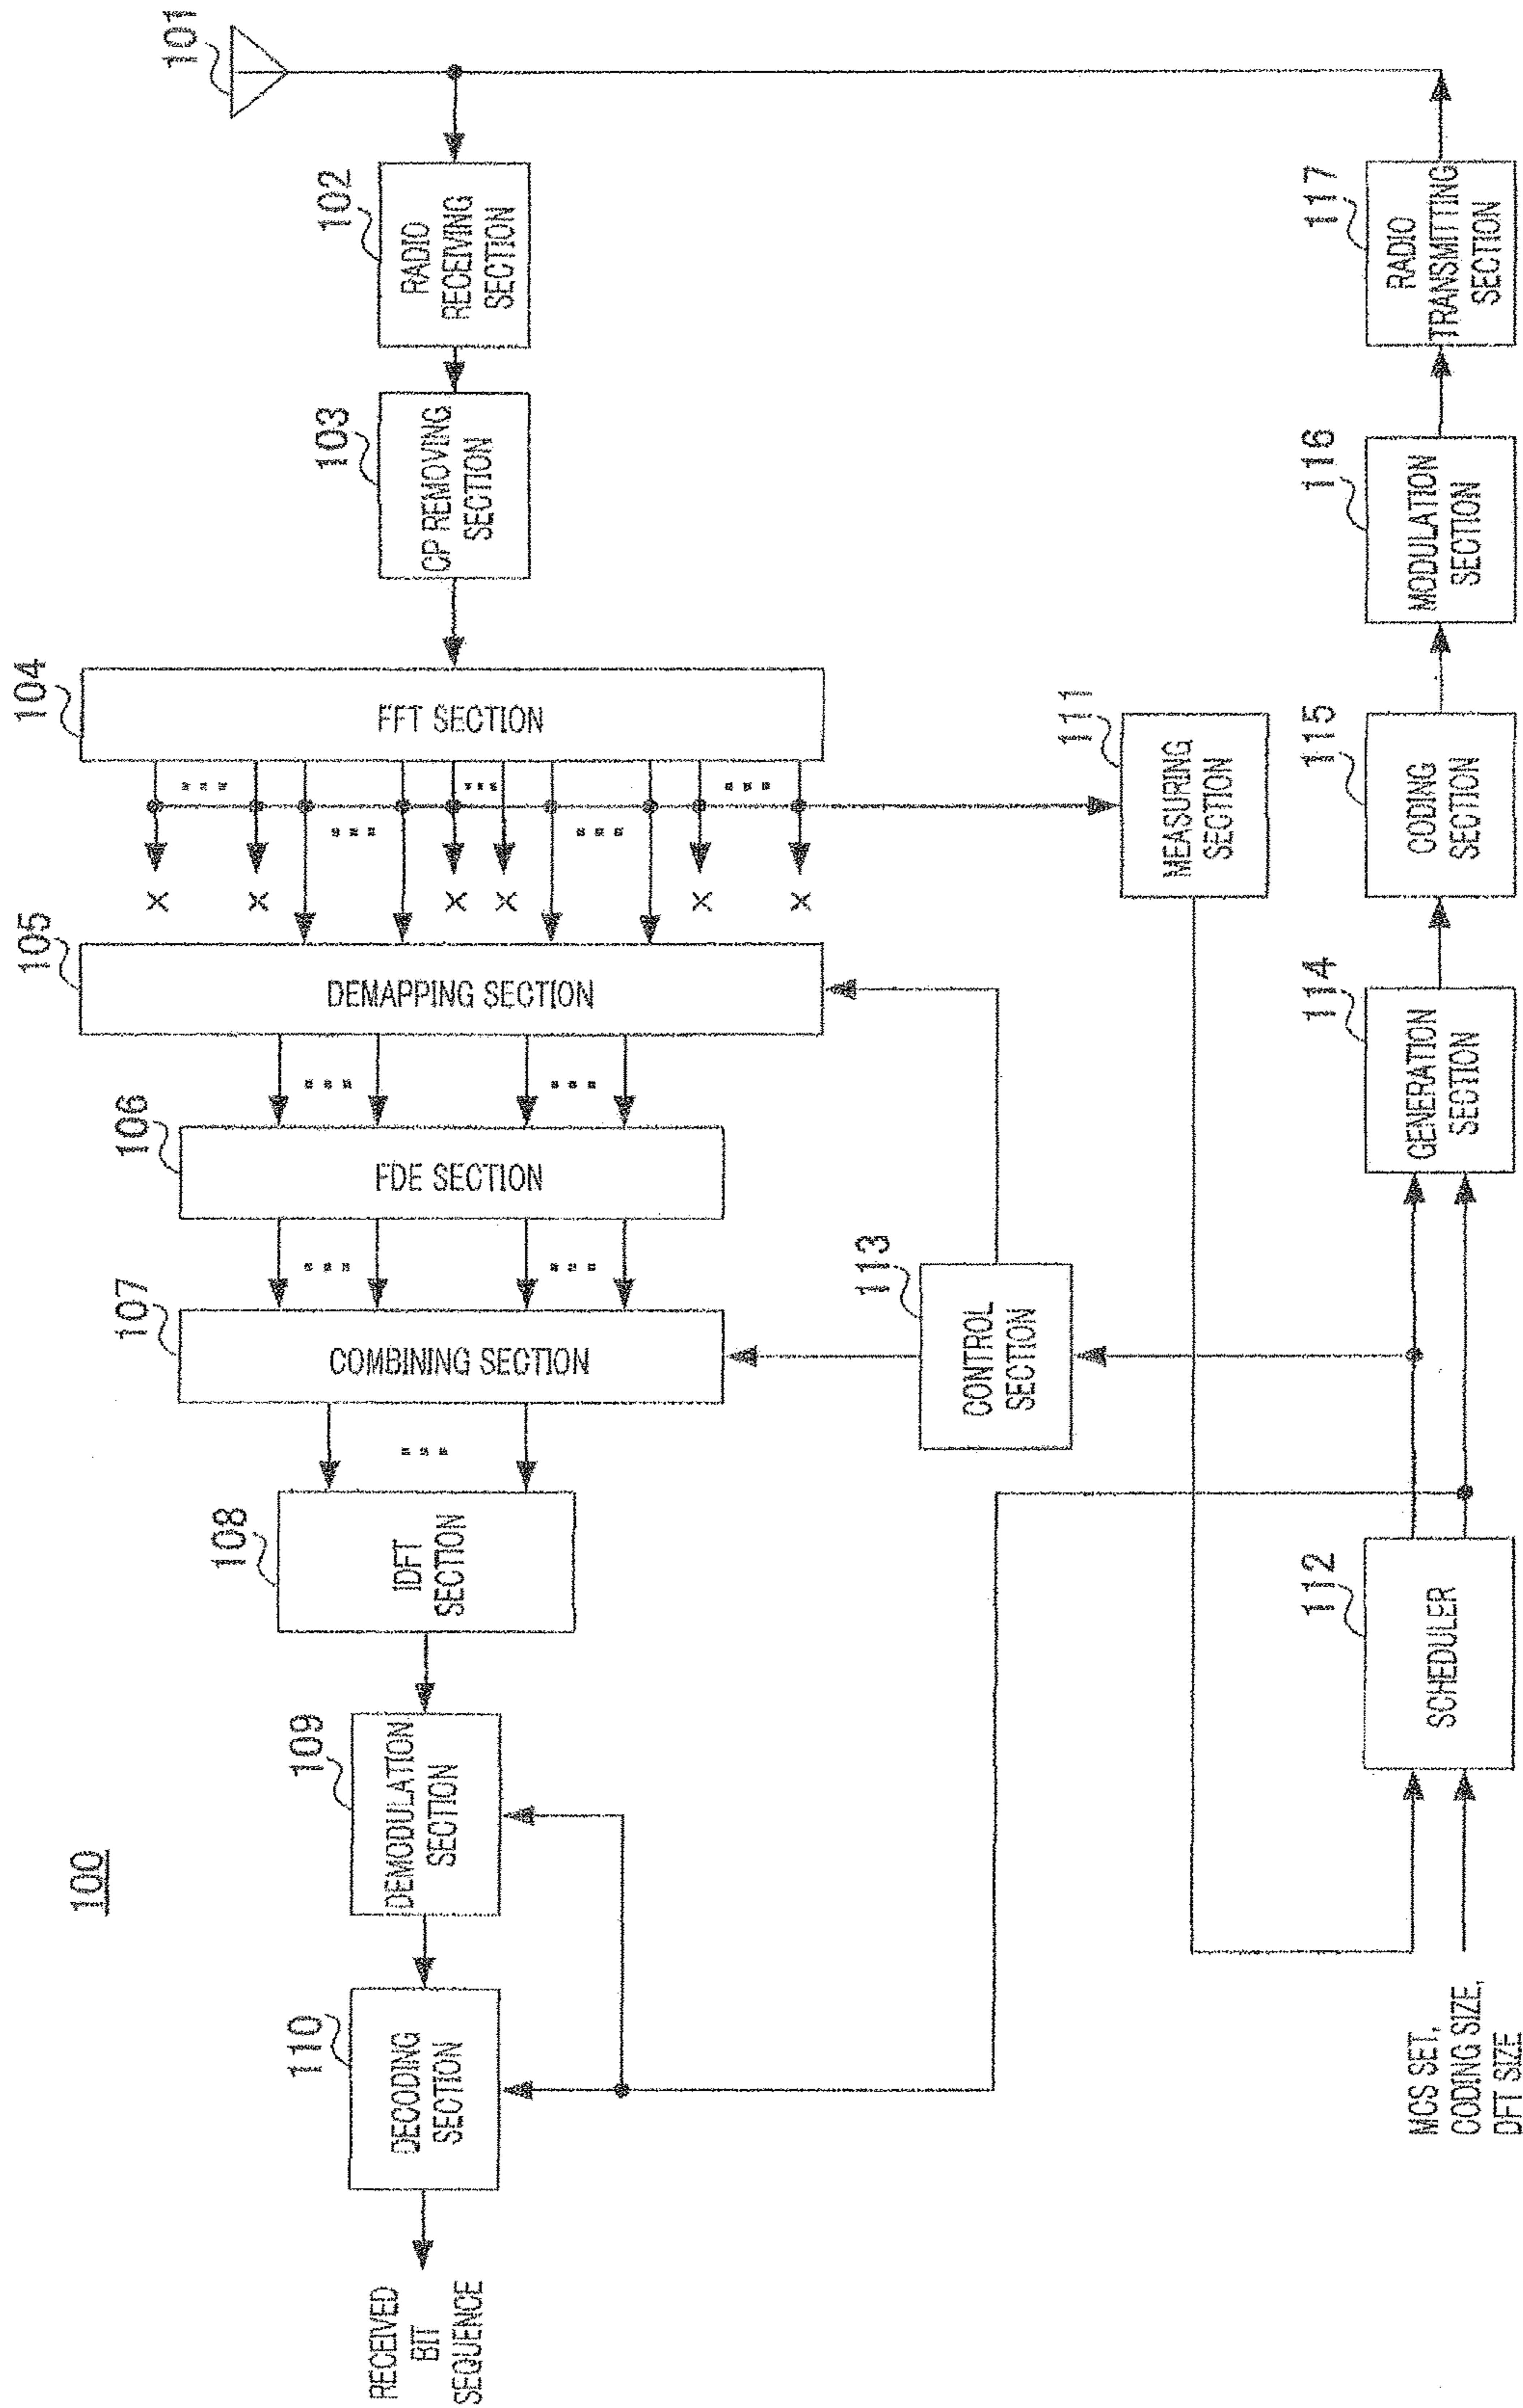 100
101
102
RADIO
RECEIVING
SECTION
103
CP REMOVING
SECTION
104
FFT SECTION
105
DEMAPPING SECTION
106
FDE SECTION
107
COMBINING SECTION
108
IDFT
SECTION
109
DEMODULATION
SECTION
110
DECODING
SECTION
RECEIVED
BIT
SEQUENCE
111
MEASURING
SECTION
113
CONTROL
SECTION
MCS SET,
CODING SIZE,
DFT SIZE
112
SCHEDULER
114
GENERATION
SECTION
115
CODING
SECTION
116
MODULATION
SECTION
117
RADIO
TRANSMITTING
SECTION